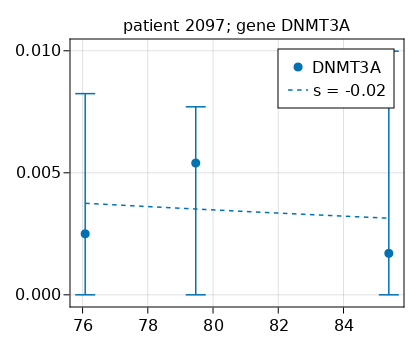 patient 2097; gene DNMT3A
0.010
DNMT3A
s = -0.02
0.005
0.000
76 78 80 82 84